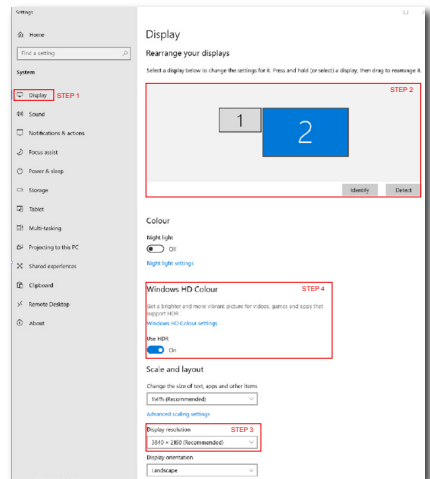 Settings
Home
Find a setting
System
Display
STEP 1
Sound
Notifications & actions
Focus assist
Power & sleep
Storage
Tablet
Multi-tasking
Projecting to this PC
Shared experiences
Clipboard
Remote Desktop
About
Display
Rearrange your displays
Select a display below to change the settings for it. Press and hold (or select) a display, then drag to rearrange it.
STEP 2
1
2
Identify
Detect
Colour
Night light
Off
Night light settings
Windows HD Colour
STEP 4
Get a brighter and more vibrant picture for videos, games and apps that
support HDR
Windows HD Colour settings
Use HDR
On
Scale and layout
Change the size of text, apps and other items
(Recommended)
Advanced scaling settings
Display resolution
STEP 3
3840 × 2160 (Recommended)
Display orientation
Landscape